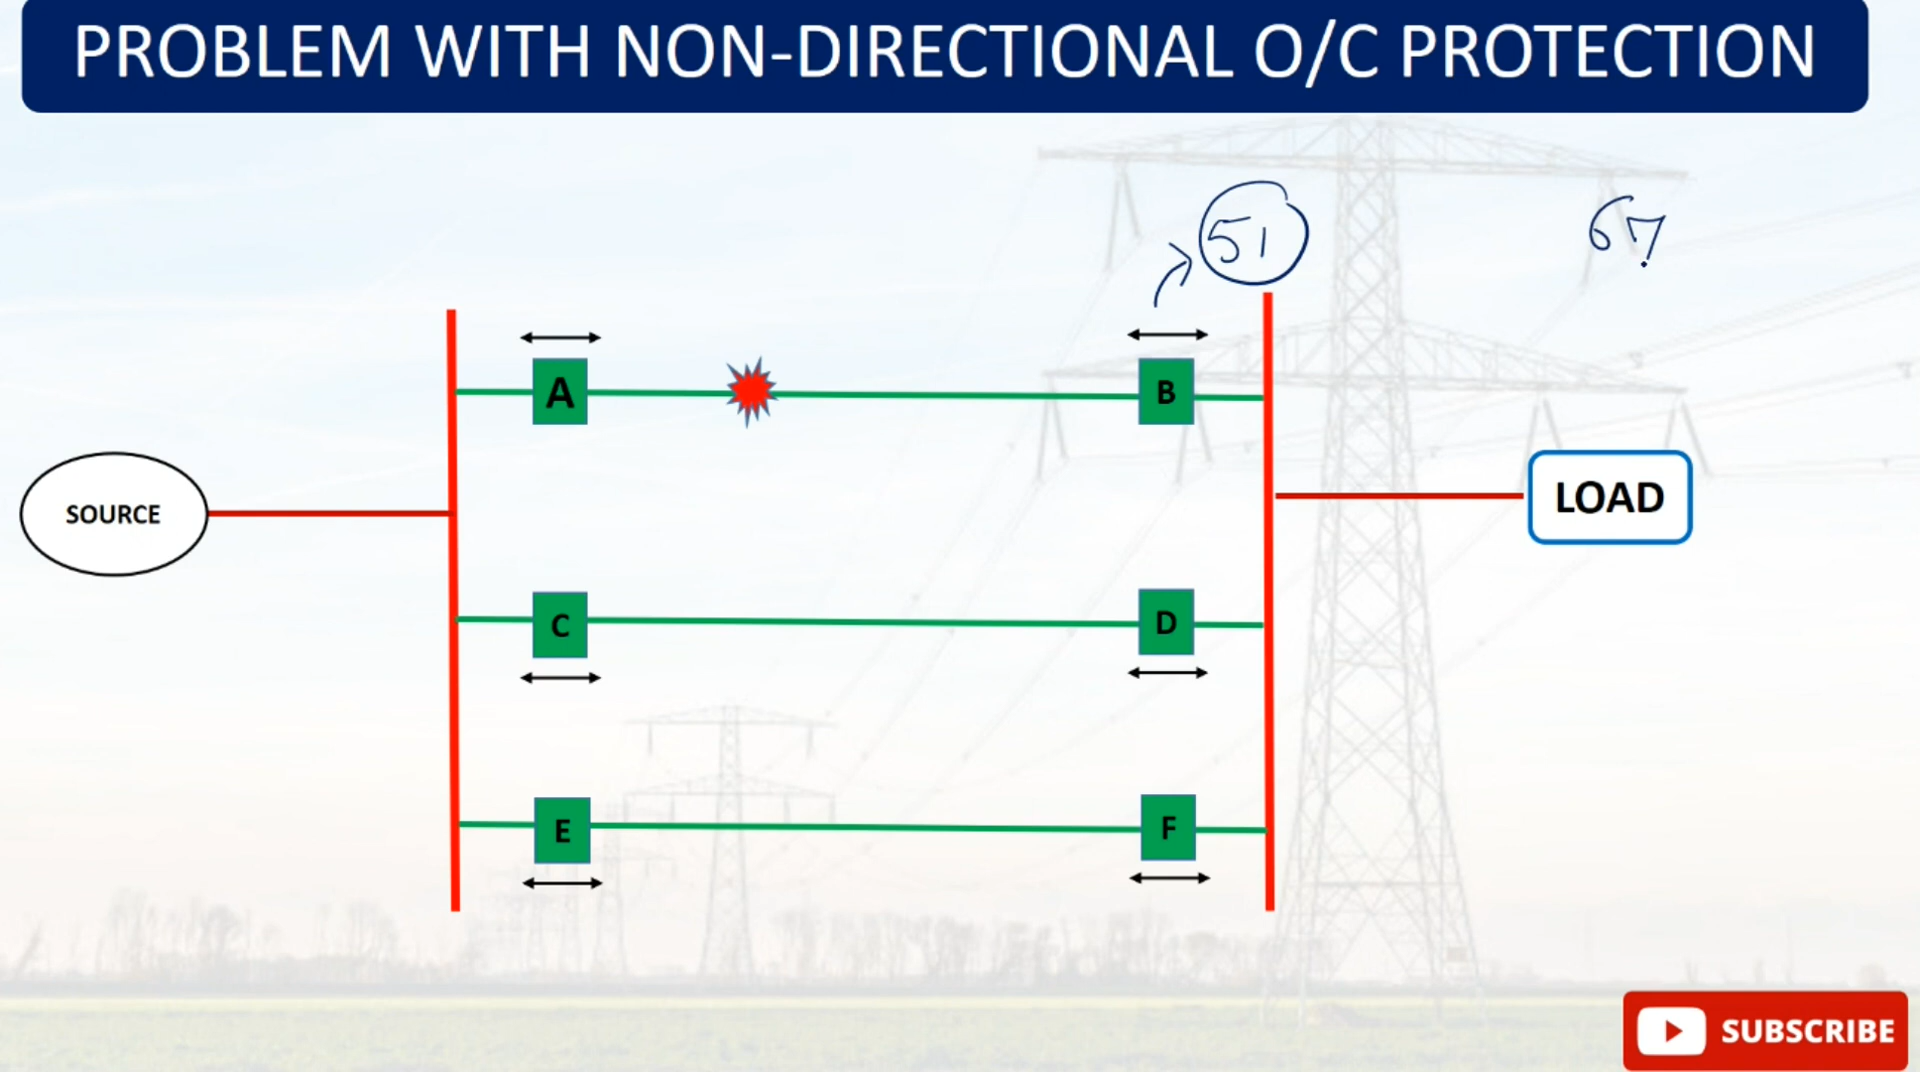 PROBLEM WITH NON-DIRECTIONAL O/C PROTECTION
51
67
A
B
SOURCE
LOAD
C
D
E
F
SUBSCRIBE